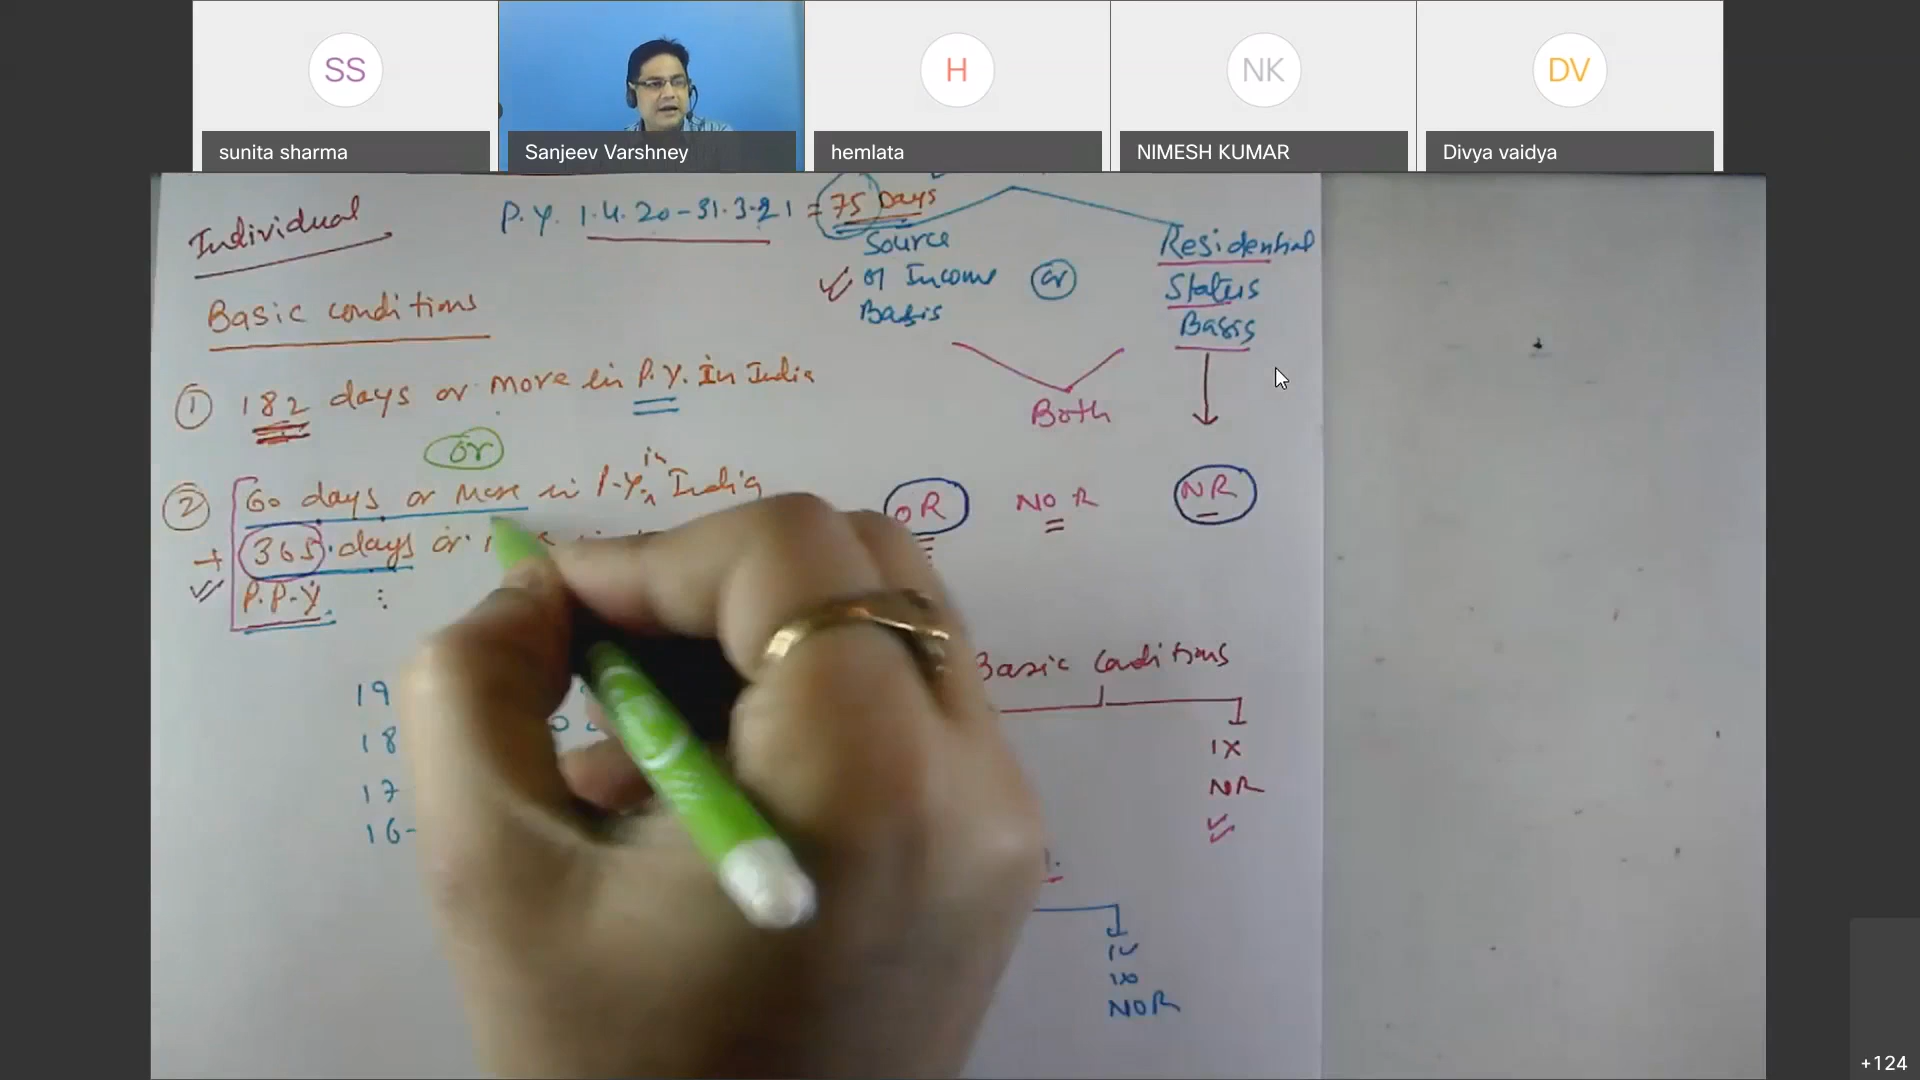 SS
H
NK
DV
sunita sharma
Sanjeev Varshney
hemlata
NIMESH KUMAR
Divya vaidya
Individual
P.Y. 1.4.20-31.3.21 = 75 Days
Source
of Income
Basis
or
Residential
Status
Basis
Both
Basic conditions
① 182 days or more in P.Y. In India
or
② 60 days or more in P.Y. in India
+ 365 days or
P.P.Y
OR
NOR
NR
Basic Conditions
1X
NR
19
18
17
16-
NOR
+124